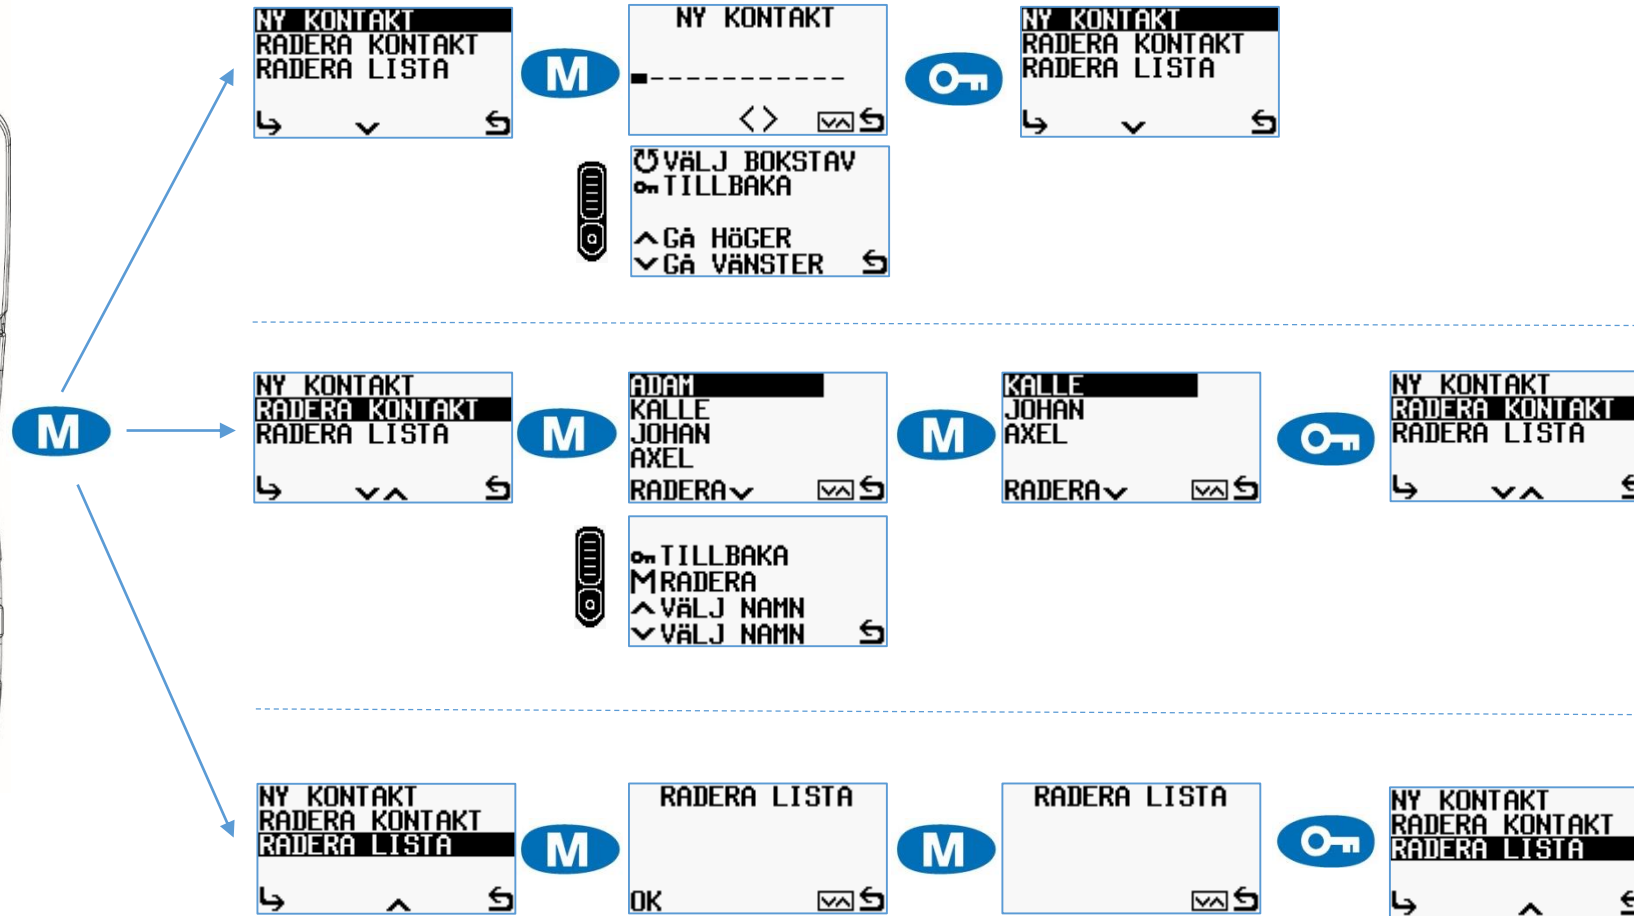 NY KONTAKT
RADERA KONTAKT
RADERA LISTA
M
NY KONTAKT
NY KONTAKT
RADERA KONTAKT
RADERA LISTA
VäLJ BOKSTAV
TILLBAKA
GÅ HöGER
GÅ VäNSTER
M
NY KONTAKT
RADERA KONTAKT
RADERA LISTA
M
ADAM
KALLE
JOHAN
AXEL
RADERA
M
KALLE
JOHAN
AXEL
RADERA
NY KONTAKT
RADERA KONTAKT
RADERA LISTA
TILLBAKA
M RADERA
VäLJ NAMN
VäLJ NAMN
NY KONTAKT
RADERA KONTAKT
RADERA LISTA
M
RADERA LISTA
OK
M
RADERA LISTA
NY KONTAKT
RADERA KONTAKT
RADERA LISTA